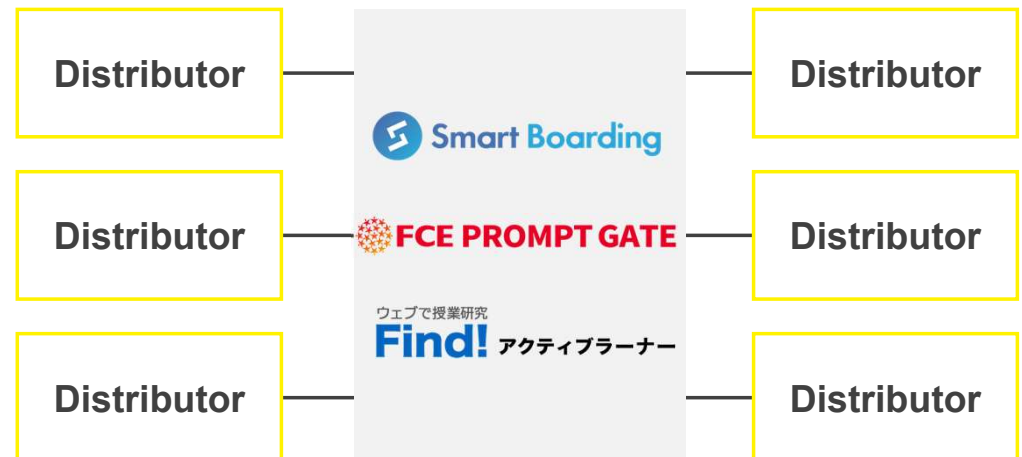 Distributor
Distributor
Smart Boarding
Distributor
FCE PROMPT GATE
Distributor
ウェブで授業研究
Find! アクティブラーナー
Distributor
Distributor